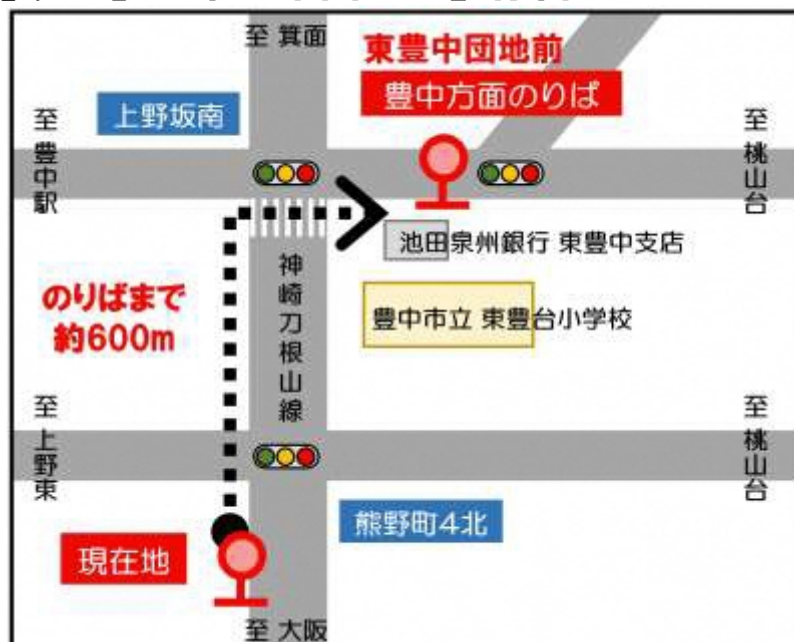 至 箕面
東豊中団地前
豊中方面のりば
上野坂南
至 豊中駅
至 桃山台
池田泉州銀行 東豊中支店
神崎刀根山線
のりばまで
約600m
豊中市立 東豊台小学校
至 上野東
至 桃山台
熊野町4北
現在地
至 大阪